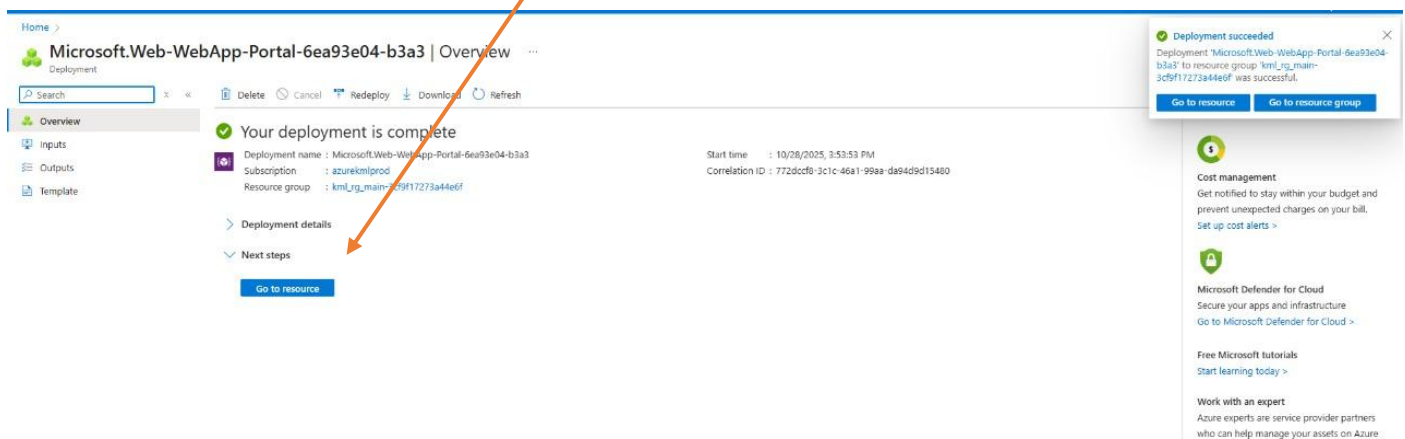 Home >
Microsoft.Web-WebApp-Portal-6ea93e04-b3a3 | Overview ...
Deployment
Search
Delete Cancel Redeploy Download Refresh
Overview
Inputs
Outputs
Template
Your deployment is complete
Deployment name : Microsoft.Web-WebApp-Portal-6ea93e04-b3a3
Subscription : azurekmlprod
Resource group : kml_rg_main-3cf9f17273a44e6f
Start time : 10/28/2025, 3:53:53 PM
Correlation ID : 772dccf8-3c1c-46a1-99aa-da94d9d15480
Deployment details
Next steps
Go to resource
Deployment succeeded
Deployment 'Microsoft.Web-WebApp-Portal-6ea93e04-
b3a3' to resource group 'kml_rg_main-
3cf9f17273a44e6f' was successful.
Go to resource Go to resource group
Cost management
Get notified to stay within your budget and
prevent unexpected charges on your bill.
Set up cost alerts >
Microsoft Defender for Cloud
Secure your apps and infrastructure
Go to Microsoft Defender for Cloud >
Free Microsoft tutorials
Start learning today >
Work with an expert
Azure experts are service provider partners
who can help manage your assets on Azure